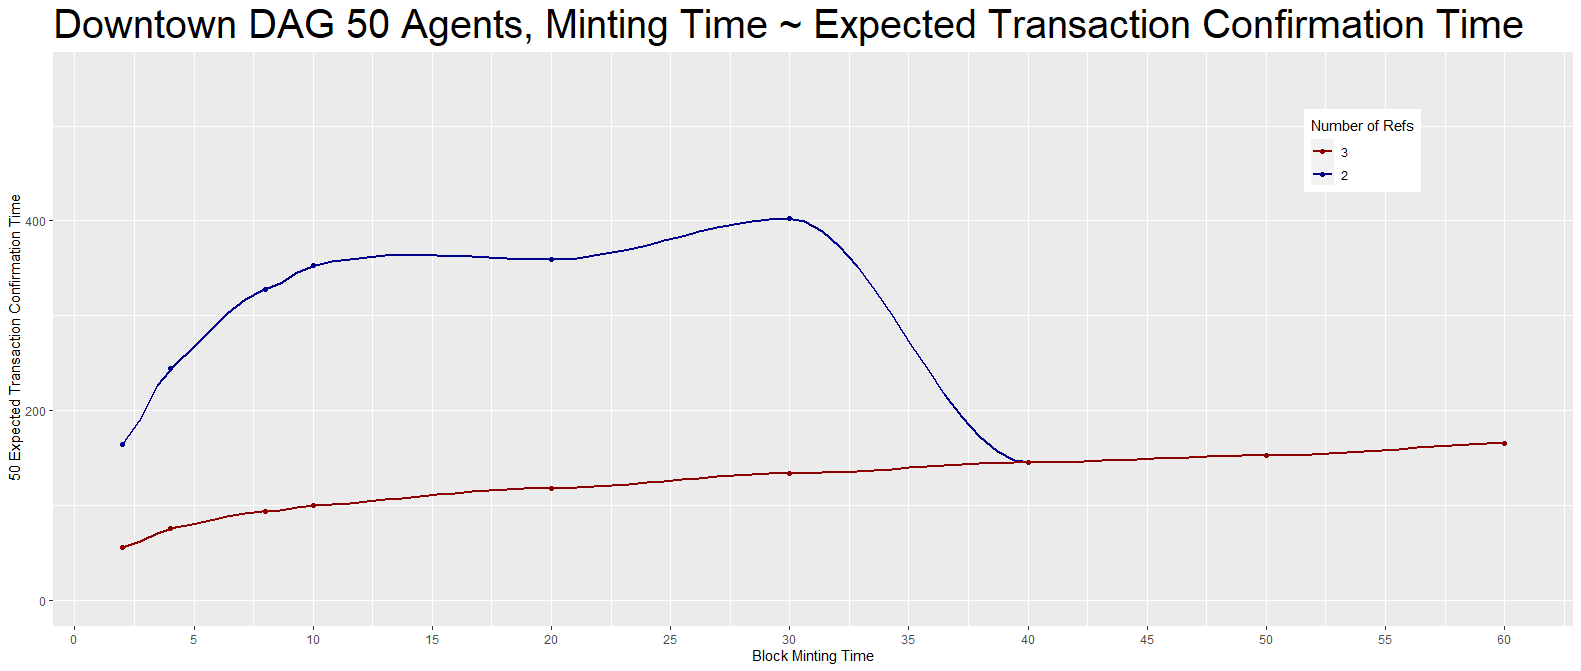 Downtown DAG 50 Agents, Minting Time ~ Expected Transaction Confirmation Time
50 Expected Transaction Confirmation Time
400
200
0
Number of Refs
3
2
0 5 10 15 20 25 30 35 40 45 50 55 60
Block Minting Time